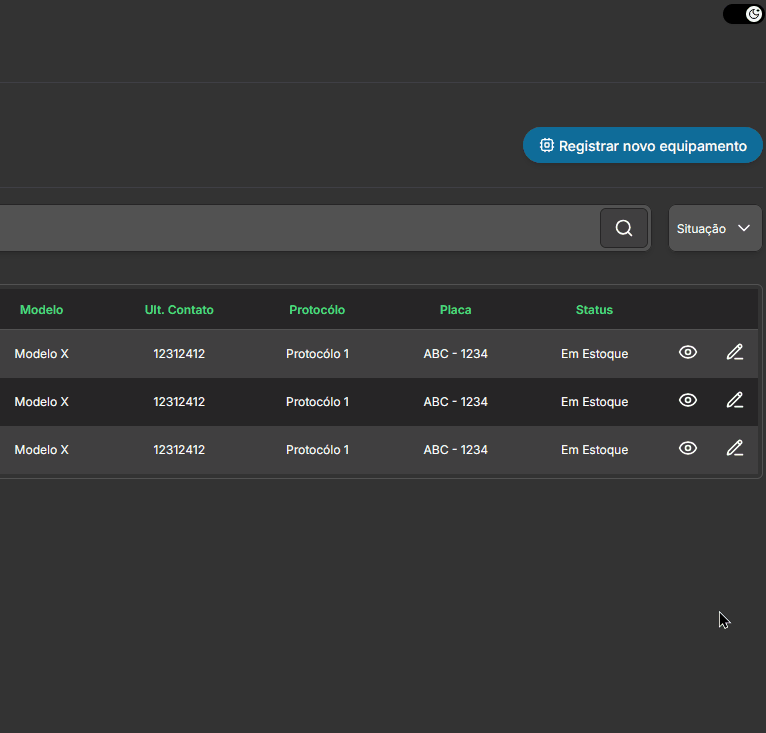 Registrar novo equipamento
Situação
Modelo Ult. Contato Protocólo Placa Status
Modelo X 12312412 Protocólo 1 ABC - 1234 Em Estoque
Modelo X 12312412 Protocólo 1 ABC - 1234 Em Estoque
Modelo X 12312412 Protocólo 1 ABC - 1234 Em Estoque